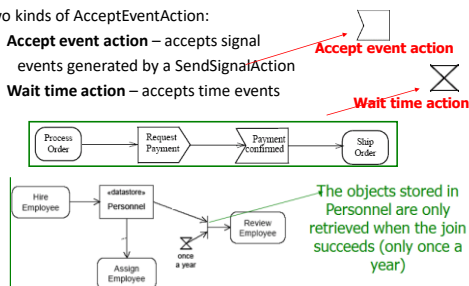 wo kinds of AcceptEventAction:
Accept event action – accepts signal
events generated by a SendSignalAction
Accept event action
Wait time action – accepts time events
Wait time action
Process
Order
Request
Payment
Payment
confirmed
Ship
Order
Hire
Employee
«datastore»
Personnel
Review
Employee
once
a year
Assign
Employee
The objects stored in
Personnel are only
retrieved when the join
succeeds (only once a
year)